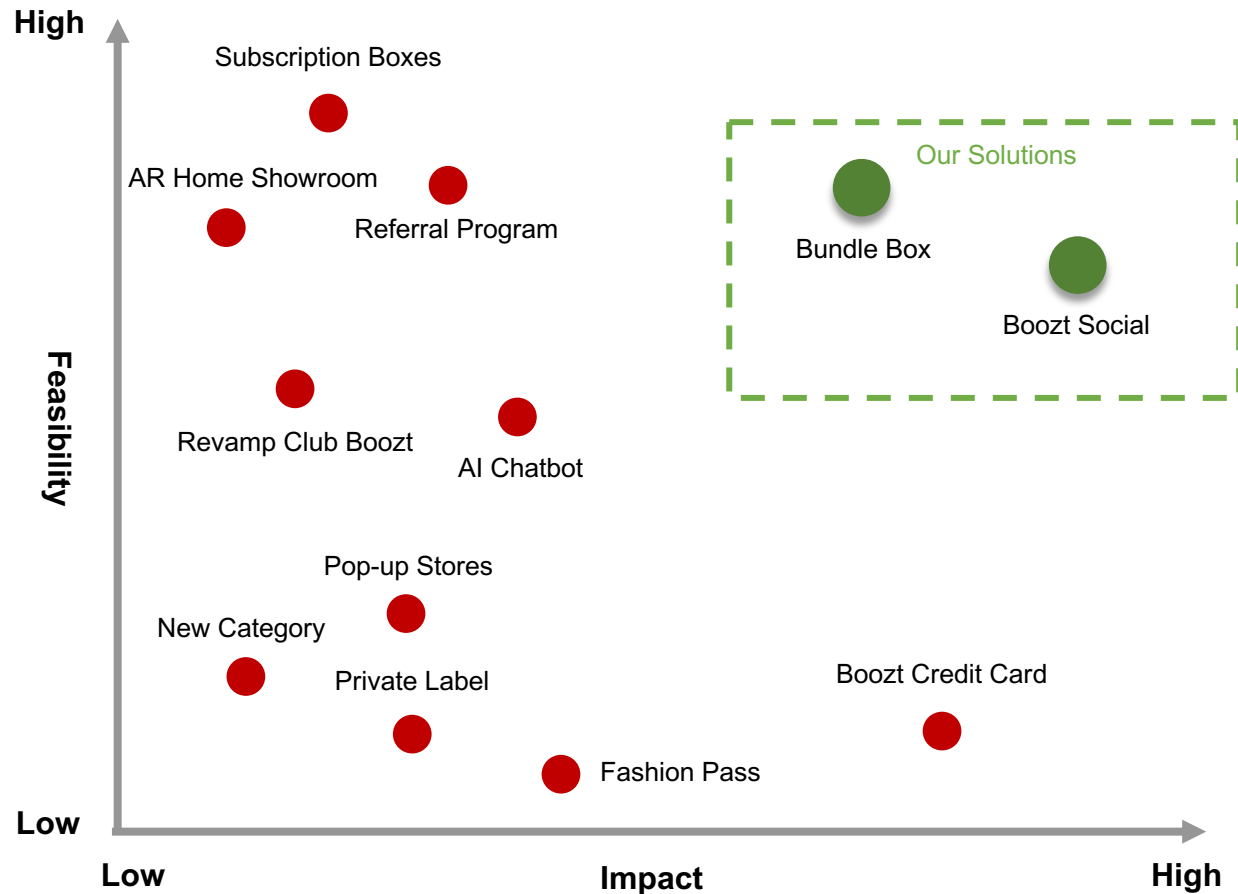 High
Subscription Boxes
Our Solutions
AR Home Showroom
Referral Program
Bundle Box
Boozt Social
Feasibility
Revamp Club Boozt
AI Chatbot
Pop-up Stores
New Category
Private Label
Boozt Credit Card
Fashion Pass
Low
Low
Impact
High